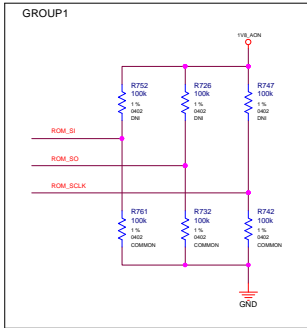 GROUP1
1V8_AON
R752
100k
1 %
0402
DNI
R726
100k
1 %
0402
DNI
R747
100k
1 %
0402
DNI
ROM_SI
ROM_SO
ROM_SCLK
R761
100k
1 %
0402
COMMON
R732
100k
1 %
0402
COMMON
R742
100k
1 %
0402
COMMON
GND